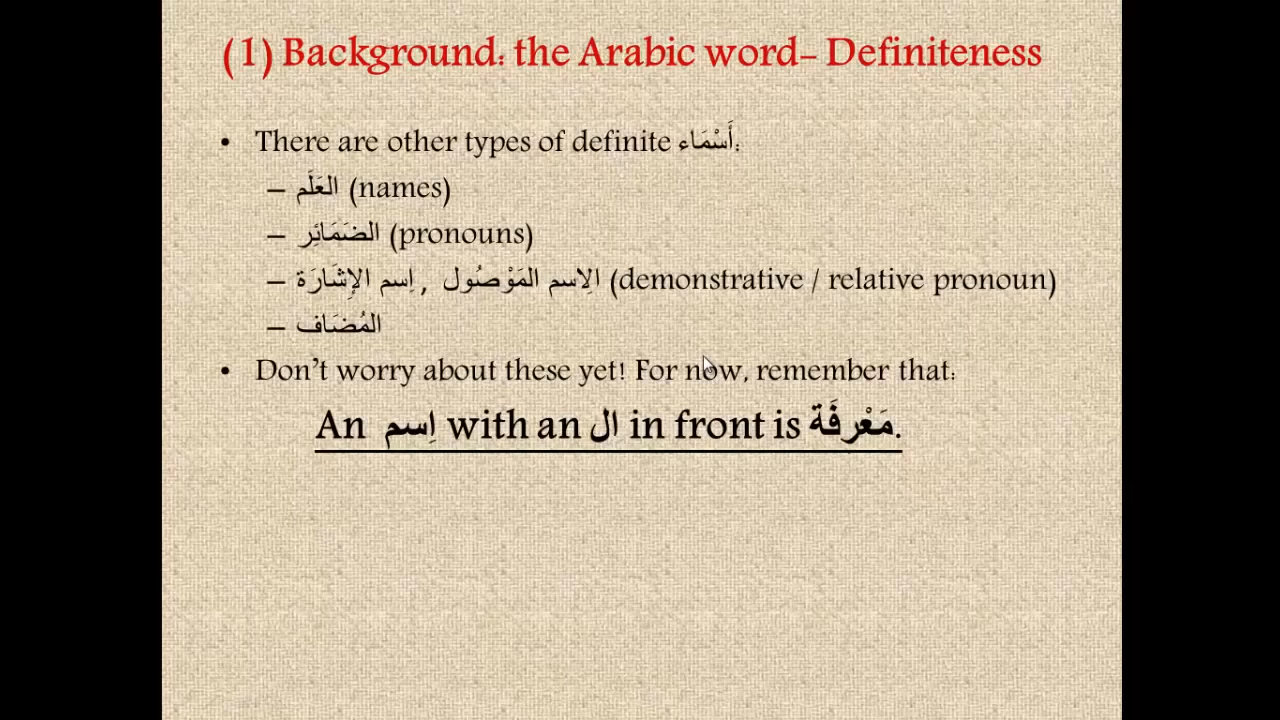 (1) Background: the Arabic word- Definiteness
• There are other types of definite أَسْمَاء:
– العَلَم (names)
– الضَمَائِر (pronouns)
– اِسم الإِشَارَة , الِاسم المَوْصُول (demonstrative / relative pronoun)
– المُضَاف
• Don't worry about these yet! For now, remember that:
An اِسم with an ال in front is مَعْرِفَة.